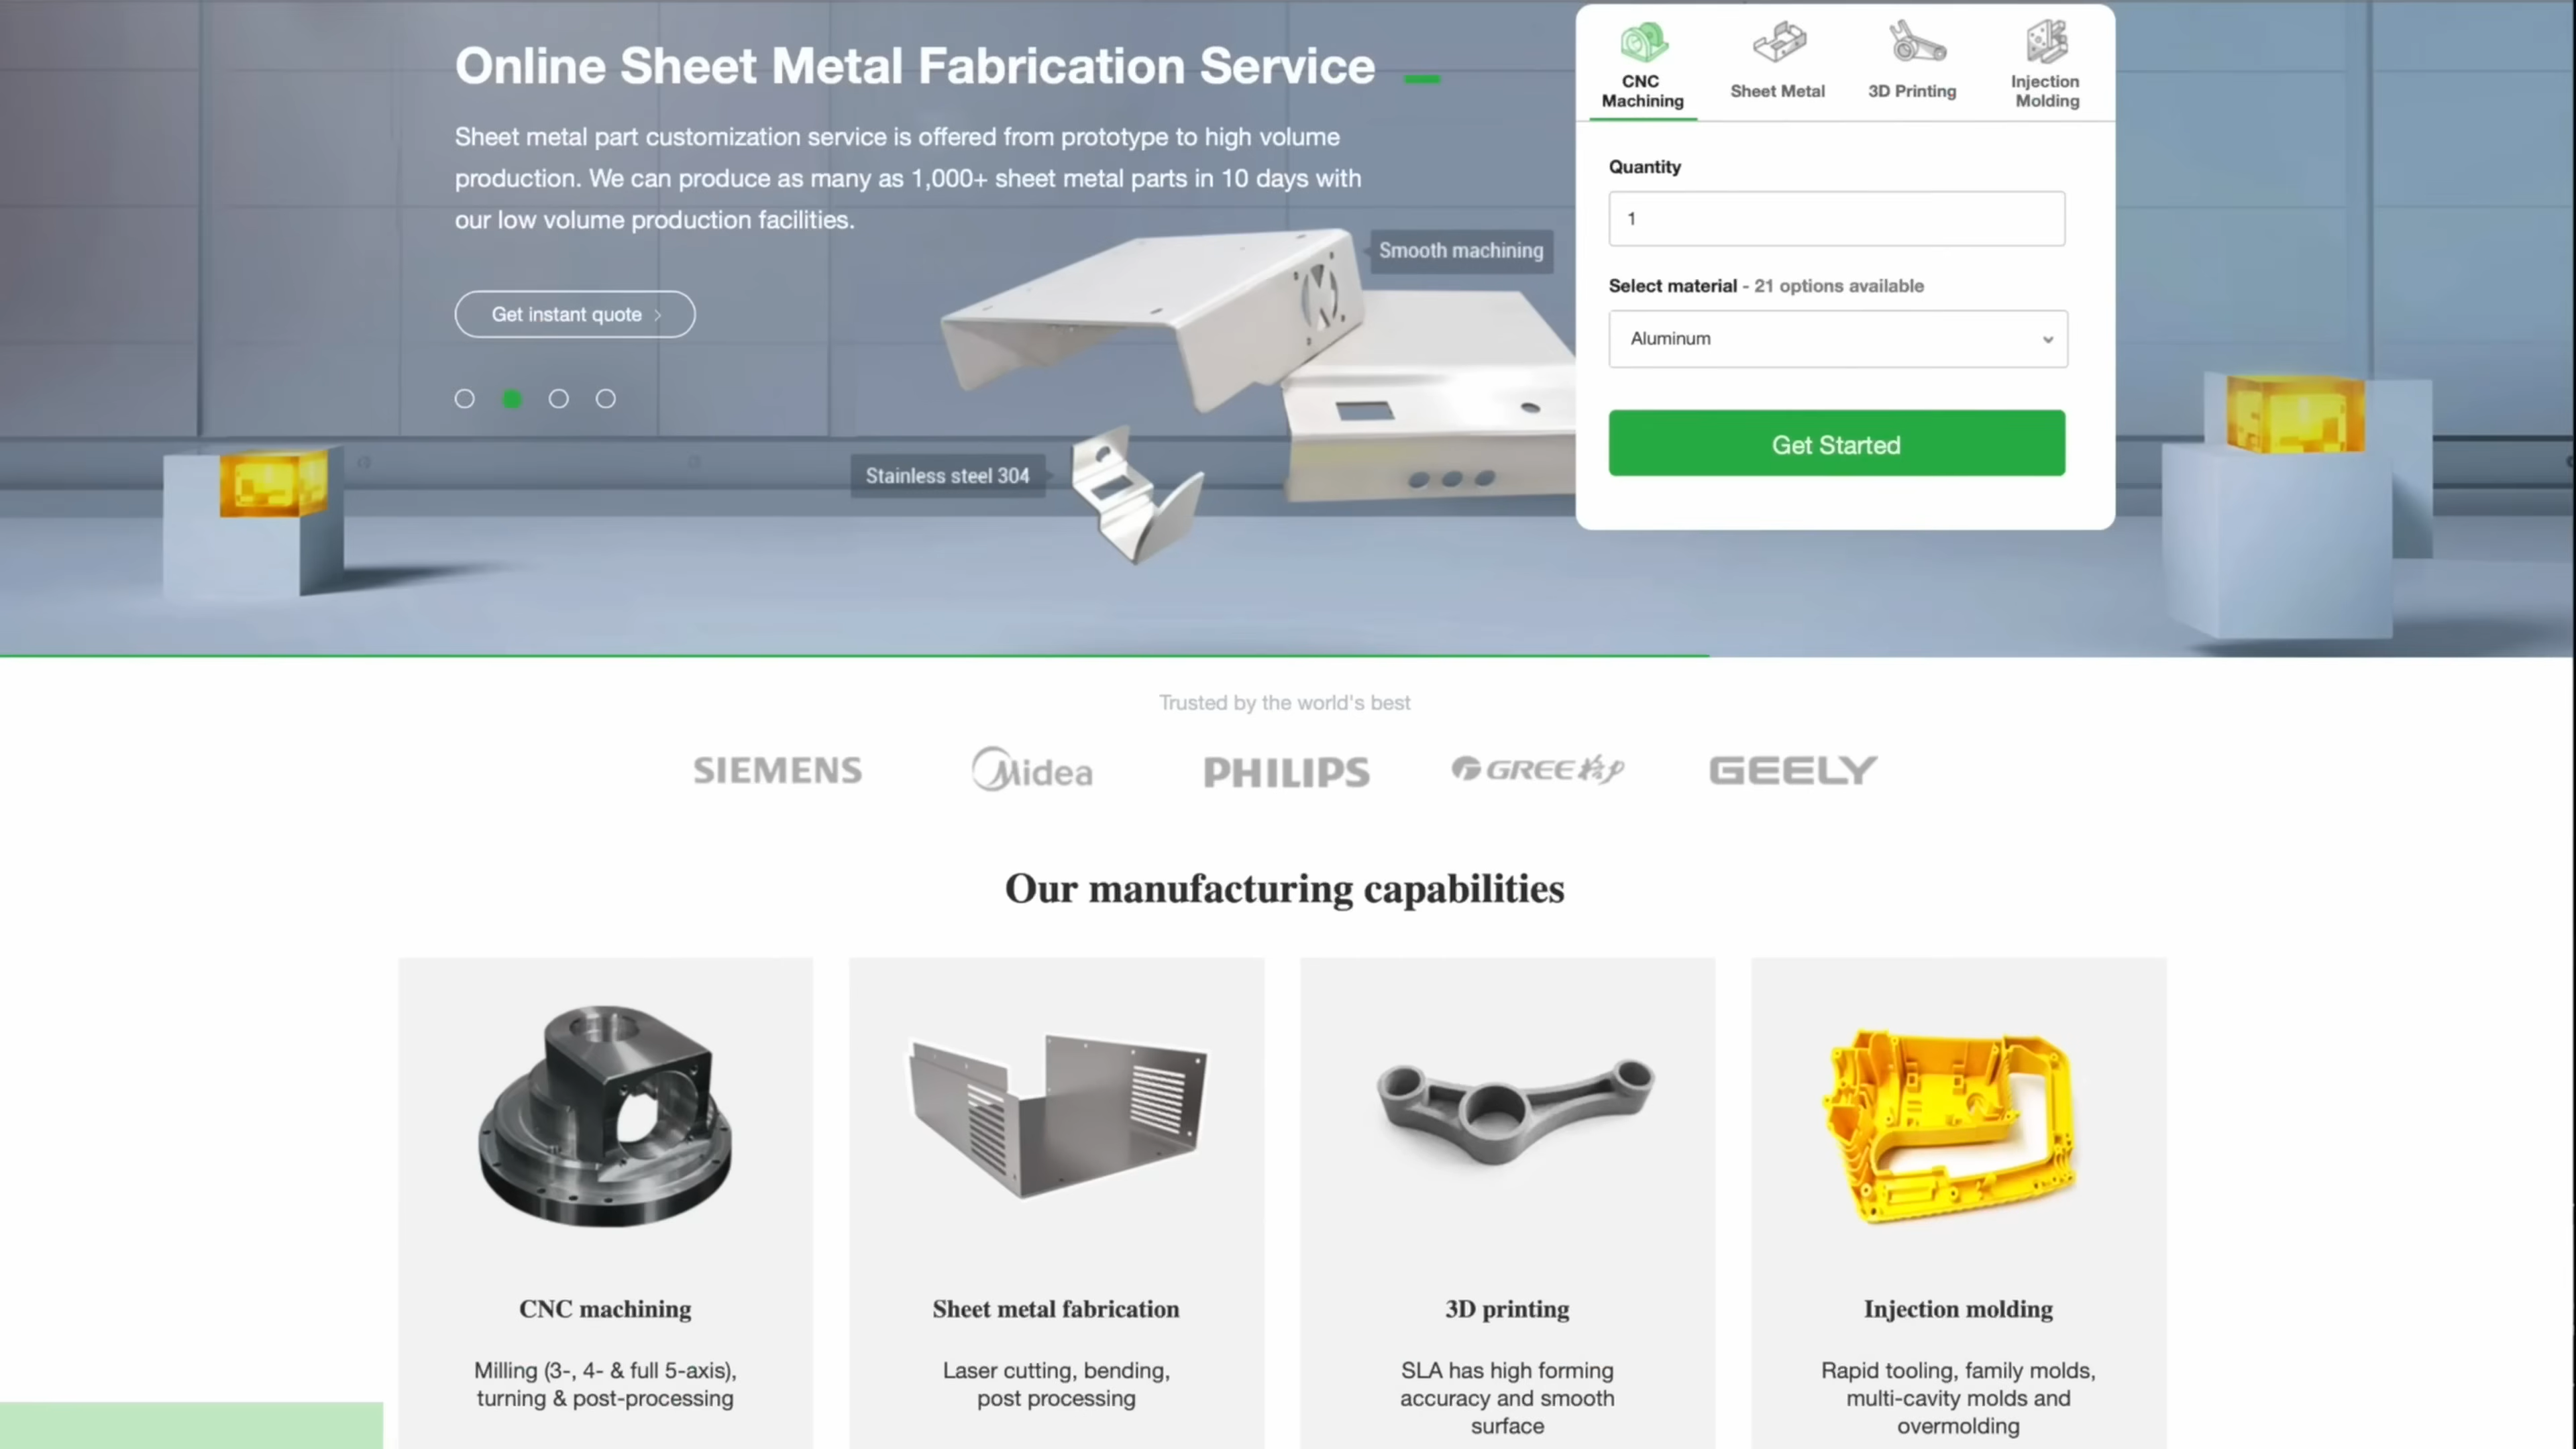 Online Sheet Metal Fabrication Service
Sheet metal part customization service is offered from prototype to high volume
production. We can produce as many as 1,000+ sheet metal parts in 10 days with
our low volume production facilities.
Get instant quote
Smooth machining
Stainless steel 304
CNC
Machining
Sheet Metal
3D Printing
Injection
Molding
Quantity
1
Select material - 21 options available
Aluminum
Get Started
Trusted by the world's best
SIEMENS
Midea
PHILIPS
GREE 格力
GEELY
Our manufacturing capabilities
CNC machining
Milling (3-, 4- & full 5-axis),
turning & post-processing
Sheet metal fabrication
Laser cutting, bending,
post processing
3D printing
SLA has high forming
accuracy and smooth
surface
Injection molding
Rapid tooling, family molds,
multi-cavity molds and
overmolding